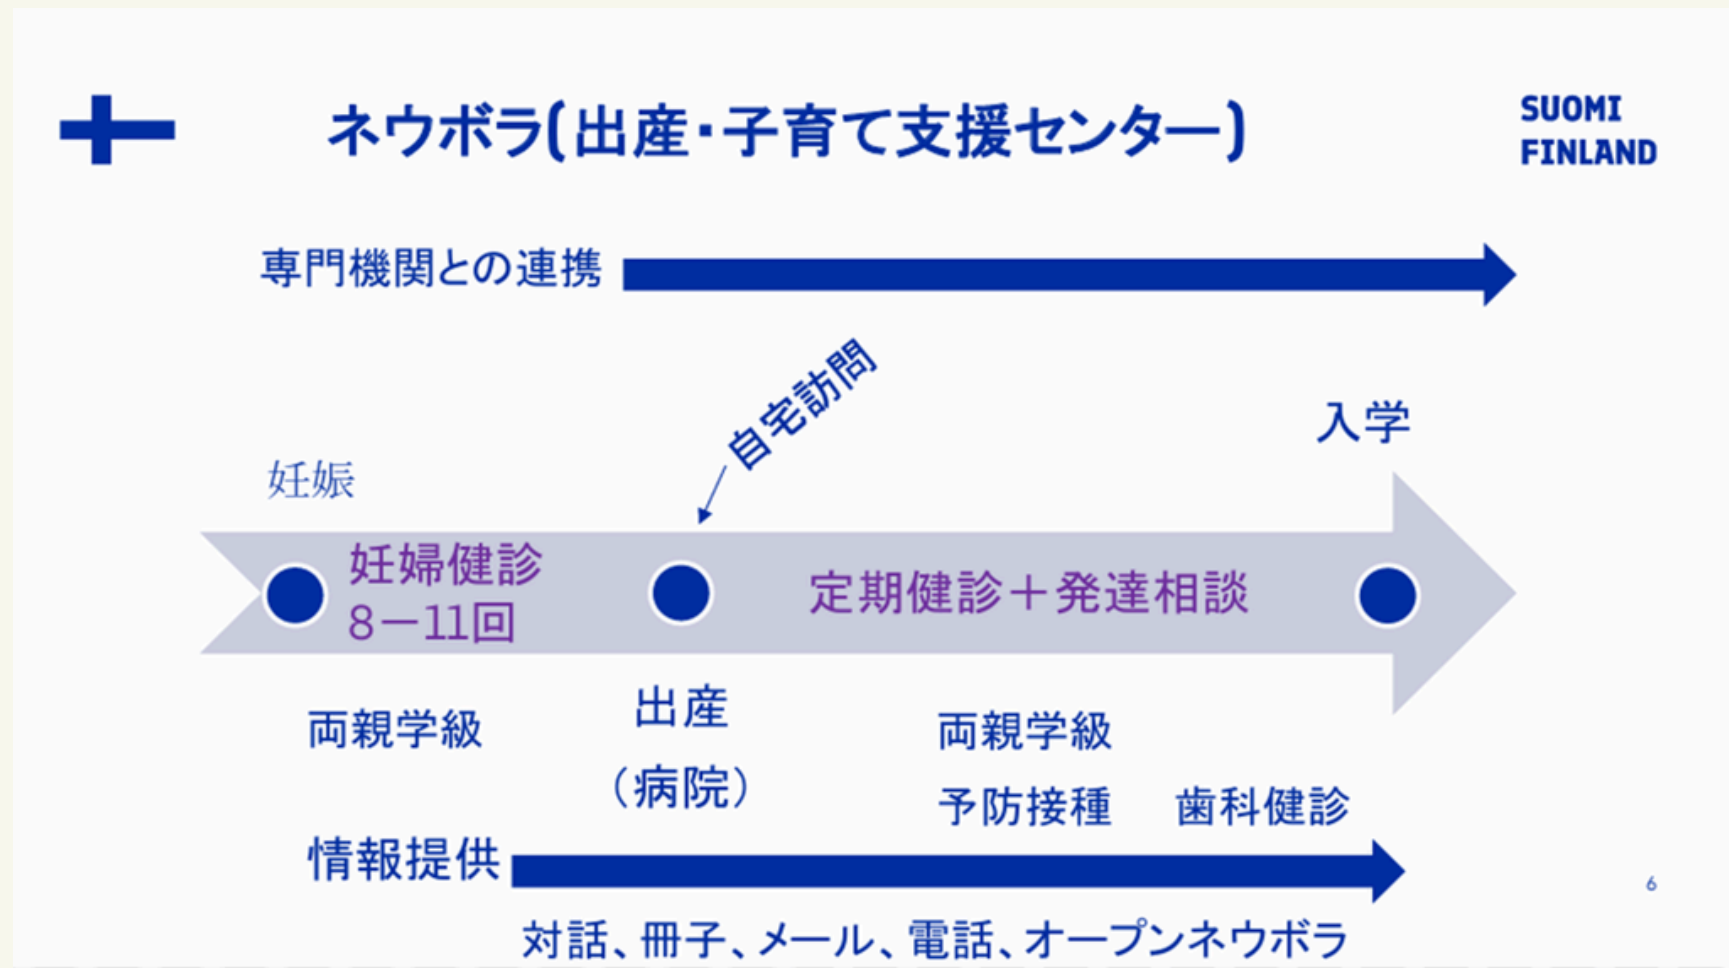 ネウボラ(出産・子育て支援センター)
SUOMI
FINLAND
専門機関との連携
自宅訪問
入学
妊娠
妊婦健診
8－11回
定期健診＋発達相談
両親学級
出産
（病院）
両親学級
予防接種 歯科健診
情報提供
6
対話、冊子、メール、電話、オープンネウボラ